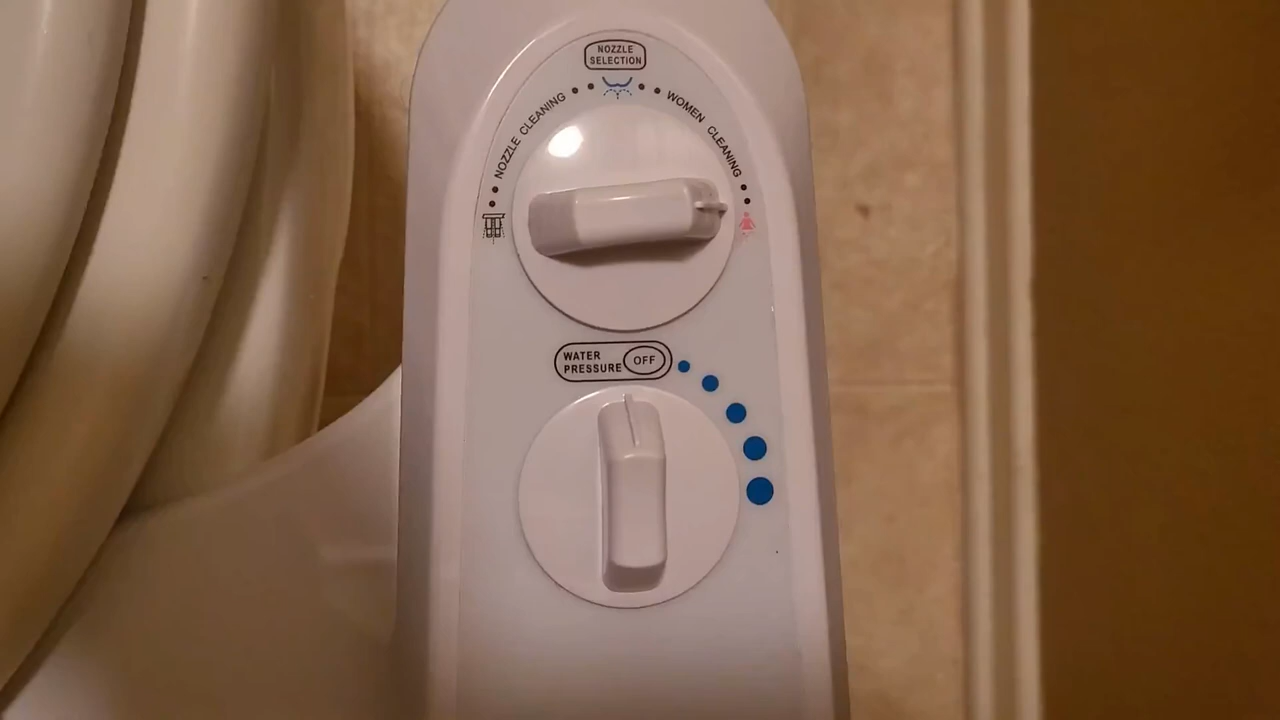 NOZZLE
SELECTION
NOZZLE CLEANING
WOMEN CLEANING
WATER
PRESSURE
OFF